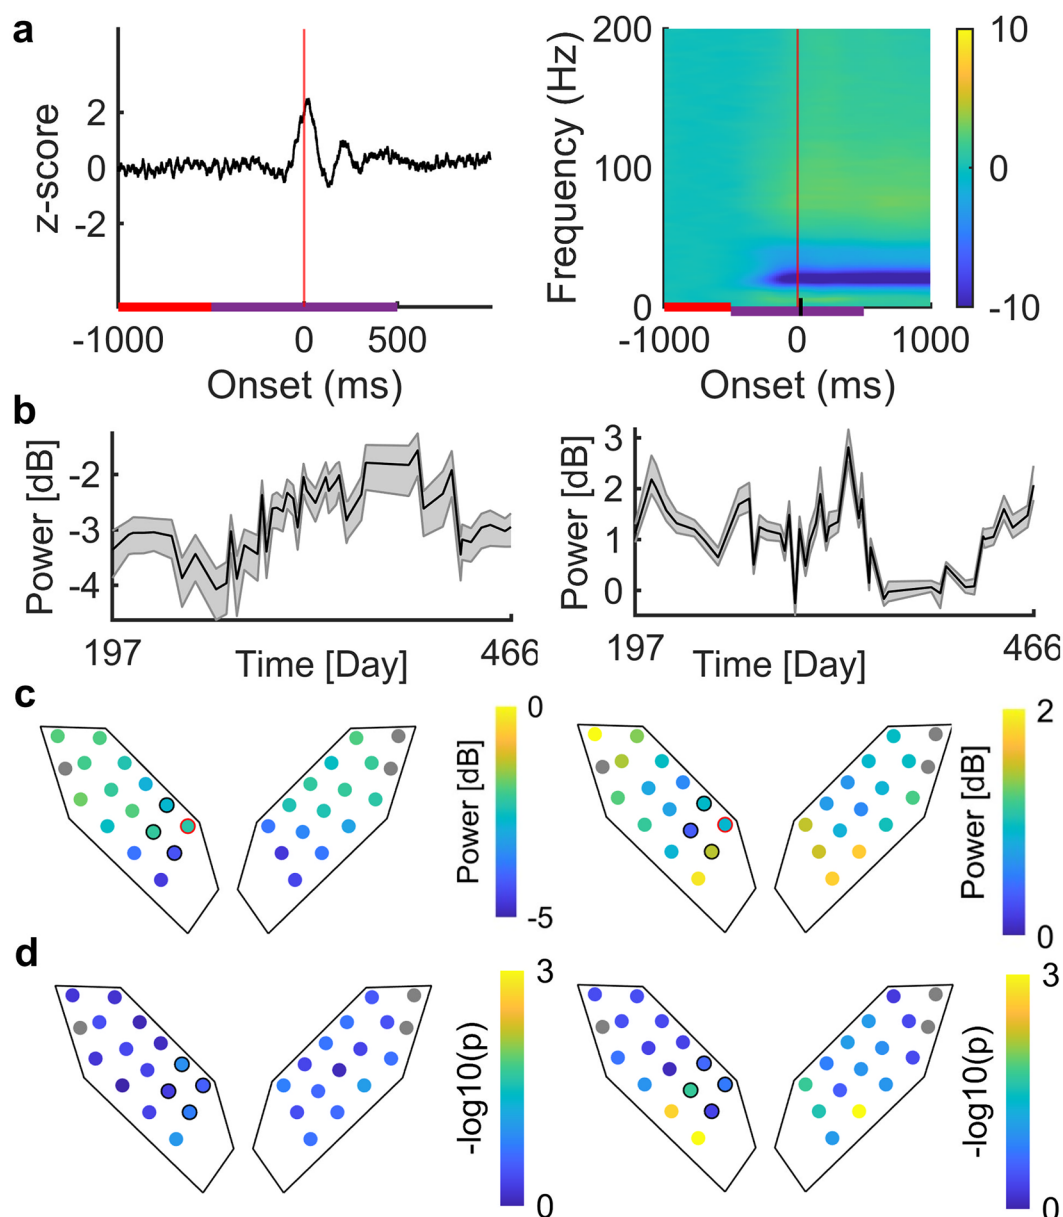 a
z-score
2
0
-2
-1000
0
500
Onset (ms)
Frequency (Hz)
200
100
0
-1000
0
1000
Onset (ms)
10
0
-10
b
Power [dB]
-2
-3
-4
197
466
Time [Day]
Power [dB]
3
2
1
0
197
466
Time [Day]
c
Power [dB]
0
-5
Power [dB]
2
0
d
-log10(p)
3
0
-log10(p)
3
0